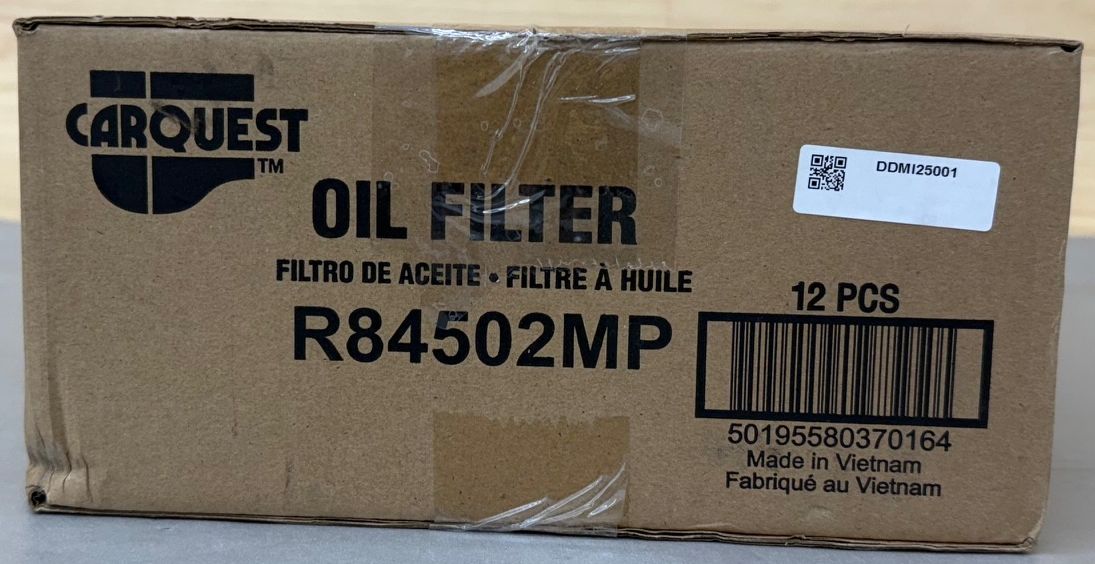 CARQUEST
TM
DDMI25001
OIL FILTER
FILTRO DE ACEITE • FILTRE À HUILE
R84502MP
12 PCS
50195580370164
Made in Vietnam
Fabriqué au Vietnam